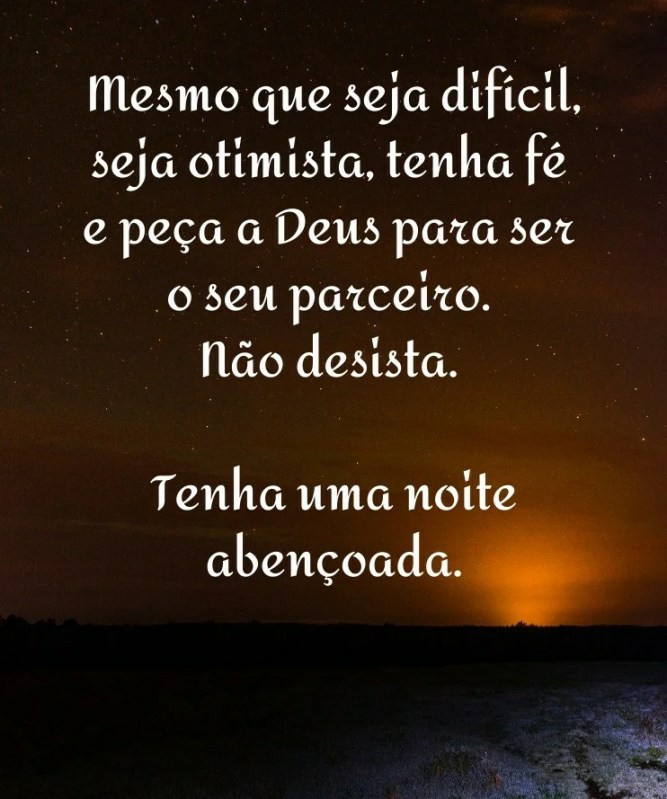 Mesmo que seja difícil,
seja otimista, tenha fé
e peça a Deus para ser
o seu parceiro.
Não desista.
Tenha uma noite
abençoada.